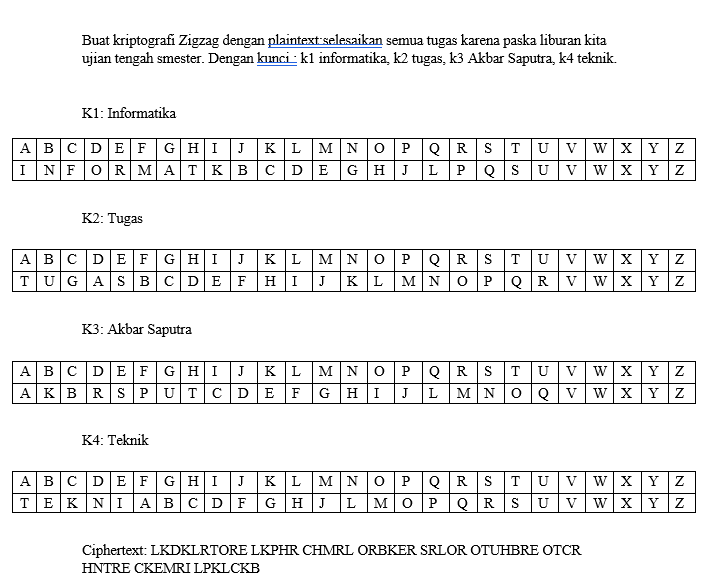 Buat kriptografi Zigzag dengan plaintext:selesaikan semua tugas karena paska liburan kita
ujian tengah smester. Dengan kunci : k1 informatika, k2 tugas, k3 Akbar Saputra, k4 teknik.
K1: Informatika
A B C D E F G H I J K L M N O P Q R S T U V W X Y Z
I N F O R M A T K B C D E G H J L P Q S U V W X Y Z
K2: Tugas
A B C D E F G H I J K L M N O P Q R S T U V W X Y Z
T U G A S B C D E F H I J K L M N O P Q R V W X Y Z
K3: Akbar Saputra
A B C D E F G H I J K L M N O P Q R S T U V W X Y Z
A K B R S P U T C D E F G H I J L M N O Q V W X Y Z
K4: Teknik
A B C D E F G H I J K L M N O P Q R S T U V W X Y Z
T E K N I A B C D F G H J L M O P Q R S U V W X Y Z
Ciphertext: LKDKLRTORE LKPHR CHMRL ORBKER SRLOR OTUHBRE OTCR
HNTRE CKEMRI LPKLCKB